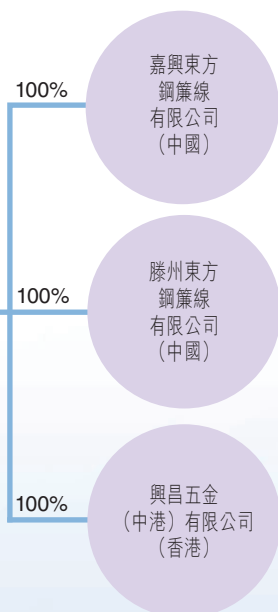 100%
嘉興東方
鋼簾線
有限公司
（中國）
100%
滕州東方
鋼簾線
有限公司
（中國）
100%
興昌五金
（中港）有限公司
（香港）